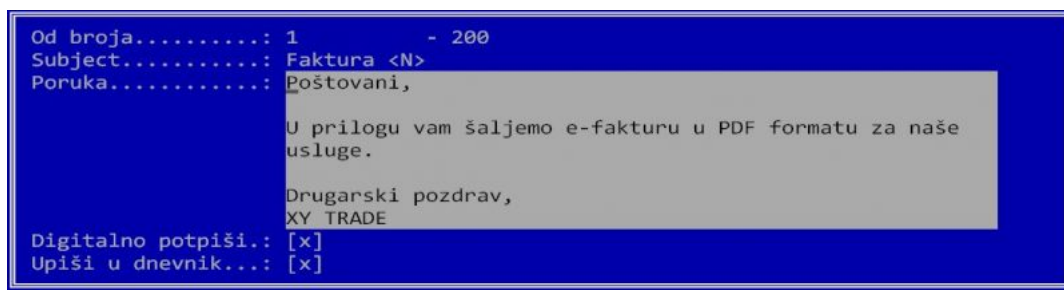 Od broja..........: 1 - 200
Subject...........: Faktura <N>
Poruka............: Poštovani,
U prilogu vam šaljemo e-fakturu u PDF formatu za naše
usluge.
Drugarski pozdrav,
XY TRADE
Digitalno potpiši.: [x]
Upiši u dnevnik...: [x]